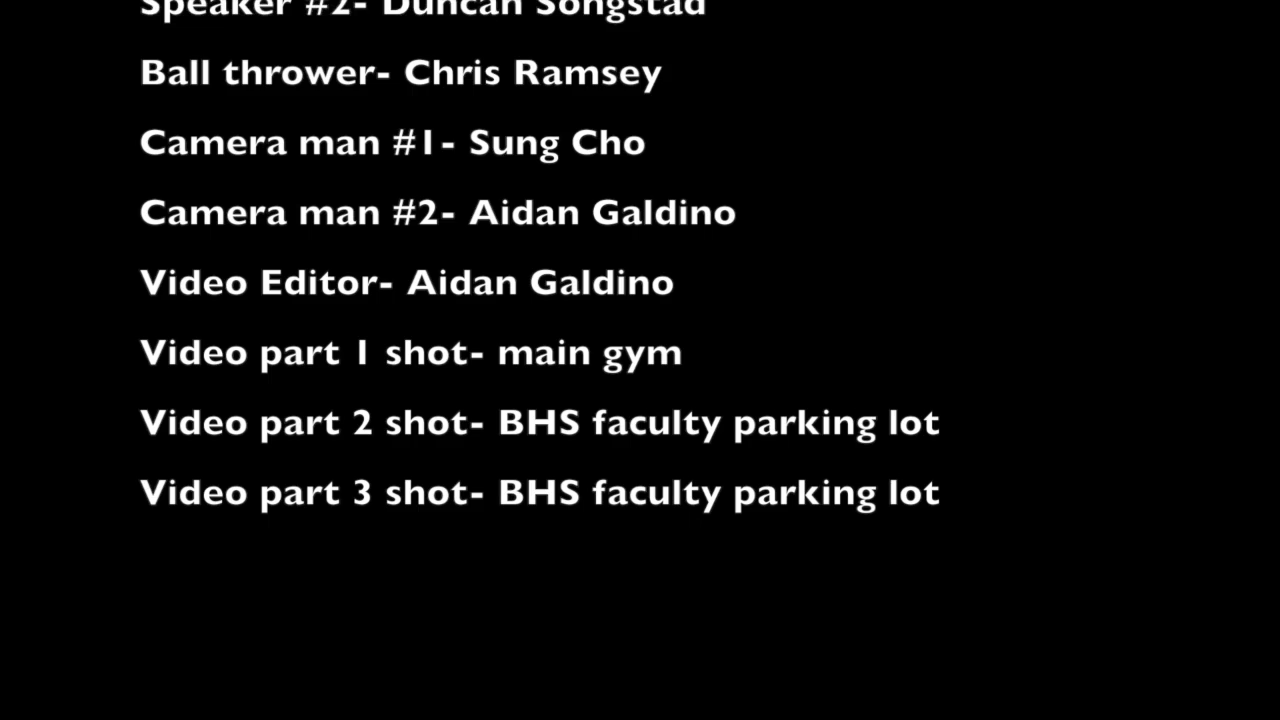 Speaker #2- Duncan Songstad
Ball thrower- Chris Ramsey
Camera man #1- Sung Cho
Camera man #2- Aidan Galdino
Video Editor- Aidan Galdino
Video part 1 shot- main gym
Video part 2 shot- BHS faculty parking lot
Video part 3 shot- BHS faculty parking lot